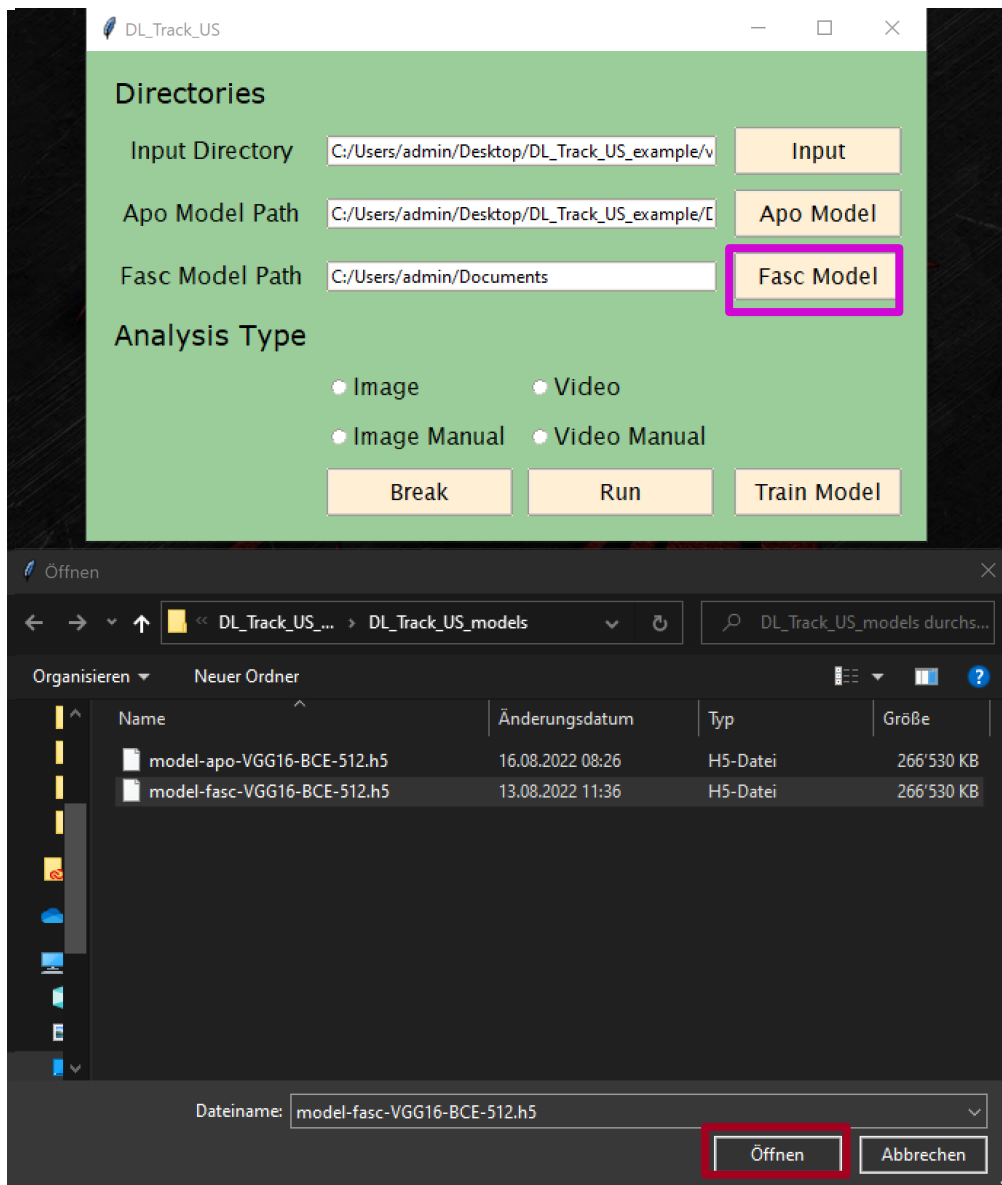 DL_Track_US
Directories
Input Directory C:/Users/admin/Desktop/DL_Track_US_example/v Input
Apo Model Path C:/Users/admin/Desktop/DL_Track_US_example/D Apo Model
Fasc Model Path C:/Users/admin/Documents Fasc Model
Analysis Type
Image Video
Image Manual Video Manual
Break Run Train Model
Öffnen
« DL_Track_US_... › DL_Track_US_models DL_Track_US_models durchs...
Organisieren Neuer Ordner ?
Name Änderungsdatum Typ Größe
model-apo-VGG16-BCE-512.h5 16.08.2022 08:26 H5-Datei 266'530 KB
model-fasc-VGG16-BCE-512.h5 13.08.2022 11:36 H5-Datei 266'530 KB
Dateiname: model-fasc-VGG16-BCE-512.h5
Öffnen Abbrechen